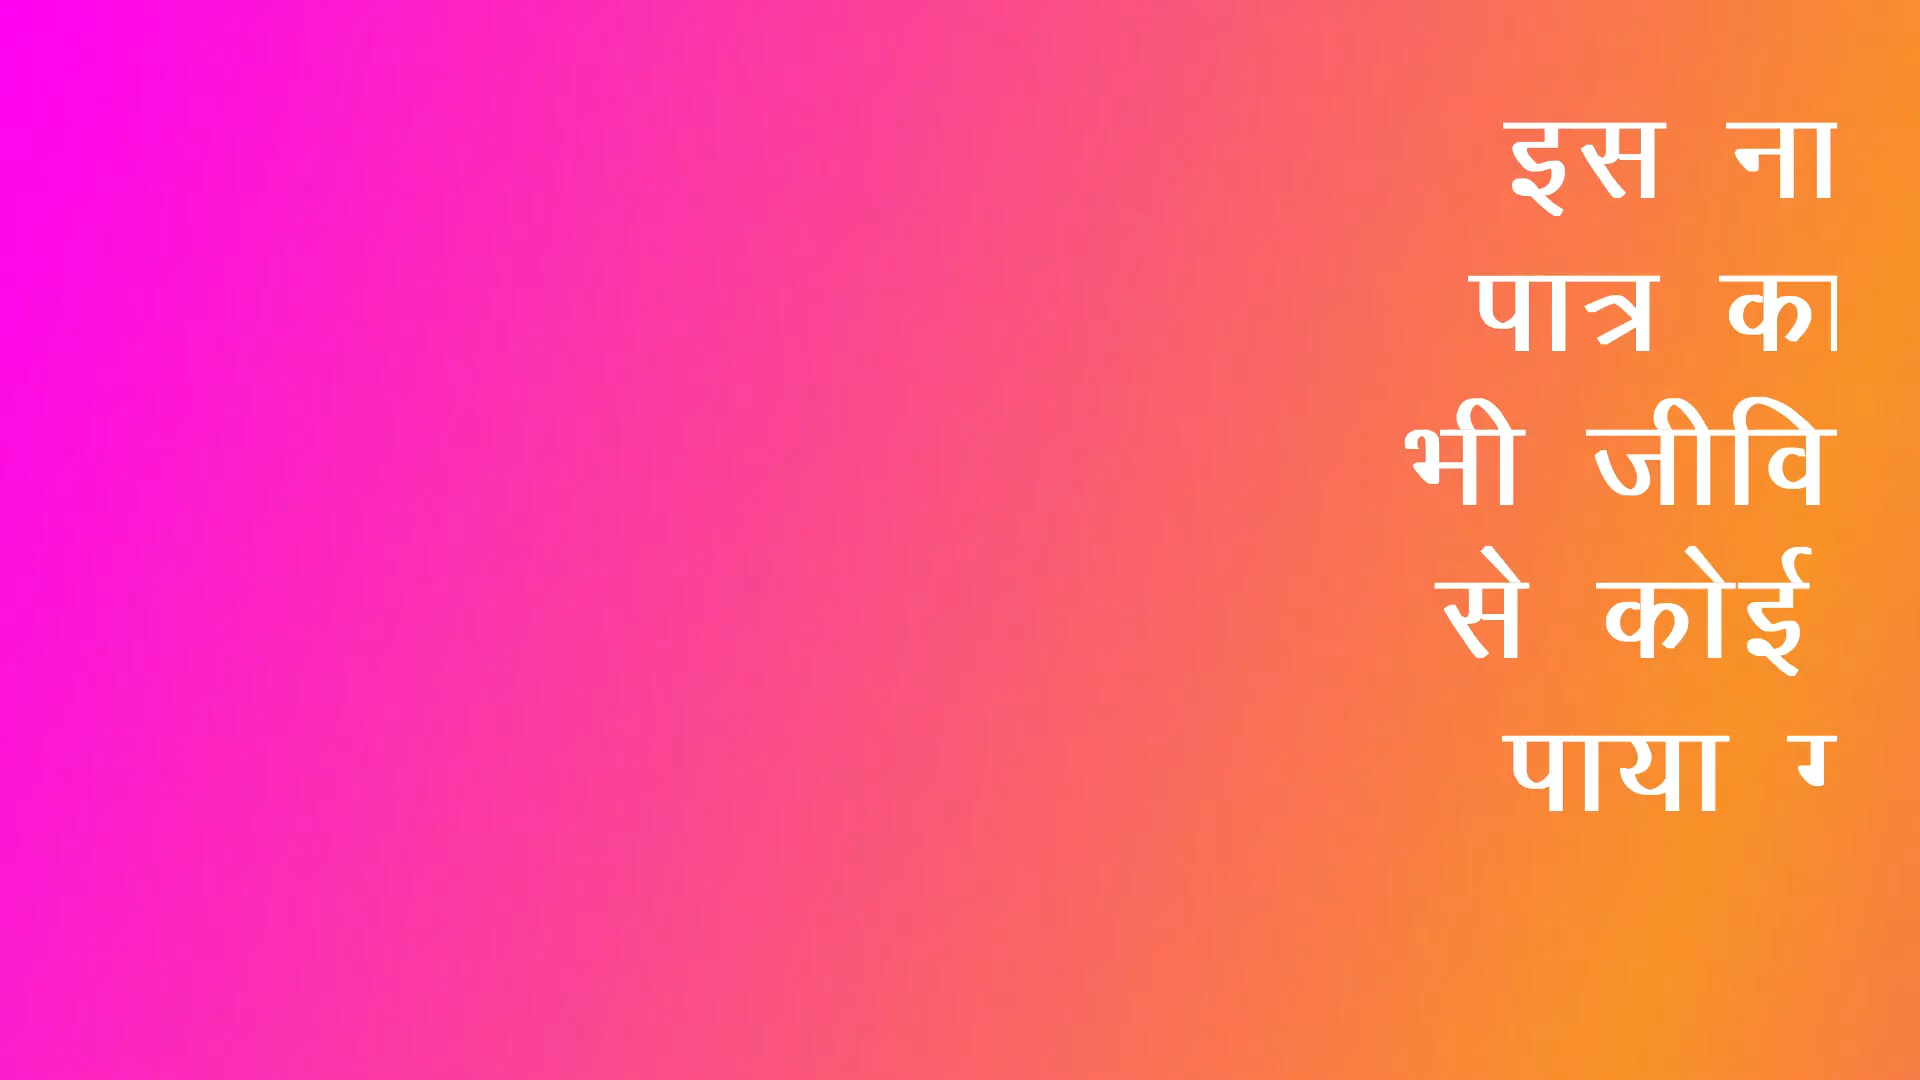 इस ना
पात्र का
भी जीवि
से कोई
पाया